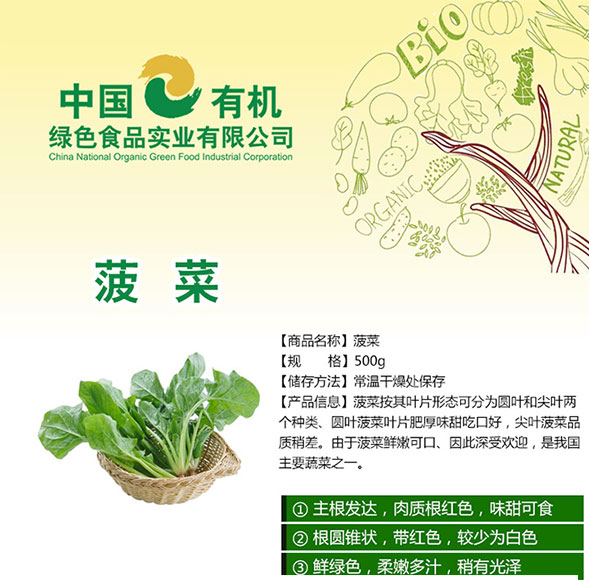 BiO
fresh
中国 有机
绿色食品实业有限公司
China National Organic Green Food Industrial Corporation
NATURAL
ORGANIC
菠菜
【商品名称】菠菜
【规　　格】500g
【储存方法】常温干燥处保存
【产品信息】菠菜按其叶片形态可分为圆叶和尖叶两
个种类、圆叶菠菜叶片肥厚味甜吃口好，尖叶菠菜品
质稍差。由于菠菜鲜嫩可口、因此深受欢迎，是我国
主要蔬菜之一。
① 主根发达，肉质根红色，味甜可食
② 根圆锥状，带红色，较少为白色
③ 鲜绿色，柔嫩多汁，稍有光泽